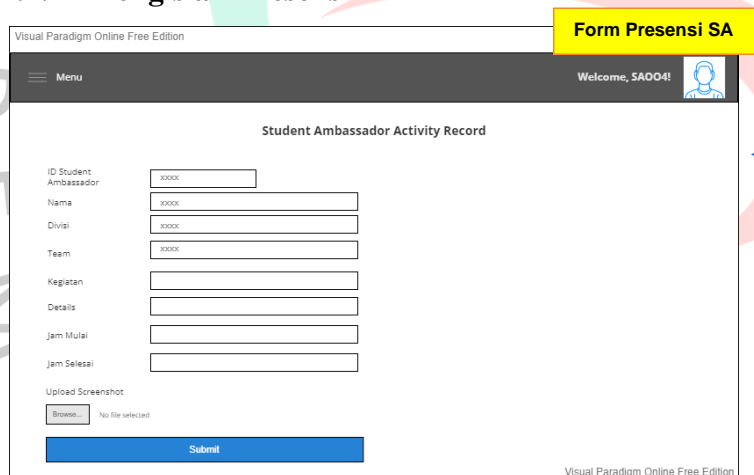 Visual Paradigm Online Free Edition
Form Presensi SA
Menu
Welcome, SAOO4!
Student Ambassador Activity Record
ID Student
Ambassador
xxxx
Nama
xxxx
Divisi
xxxx
Team
xxxx
Kegiatan
Details
Jam Mulai
Jam Selesai
Upload Screenshot
Browse...
No file selected
Submit
Visual Paradigm Online Free Edition